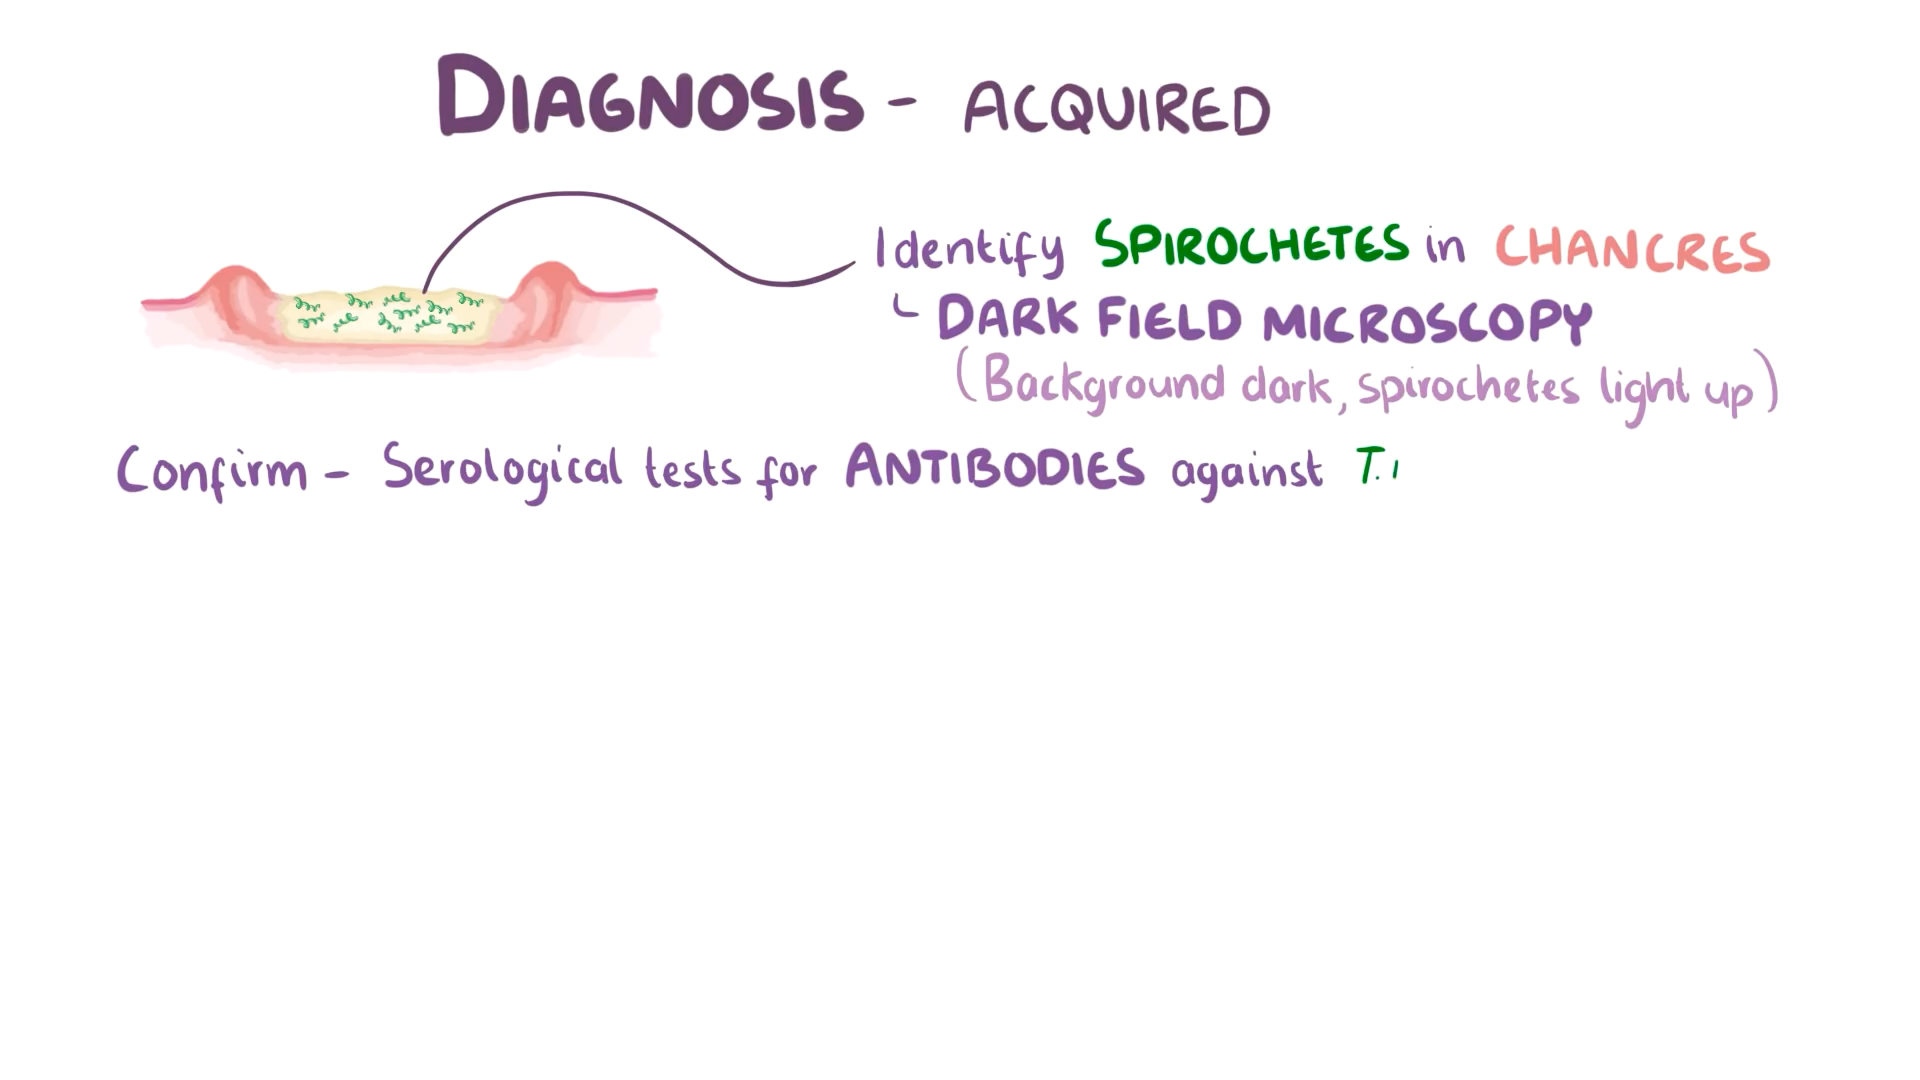 DIAGNOSIS - ACQUIRED
Identify SPIROCHETES in CHANCRES
DARK FIELD MICROSCOPY
(Background dark, spirochetes light up)
Confirm - Serological tests for ANTIBODIES against T.